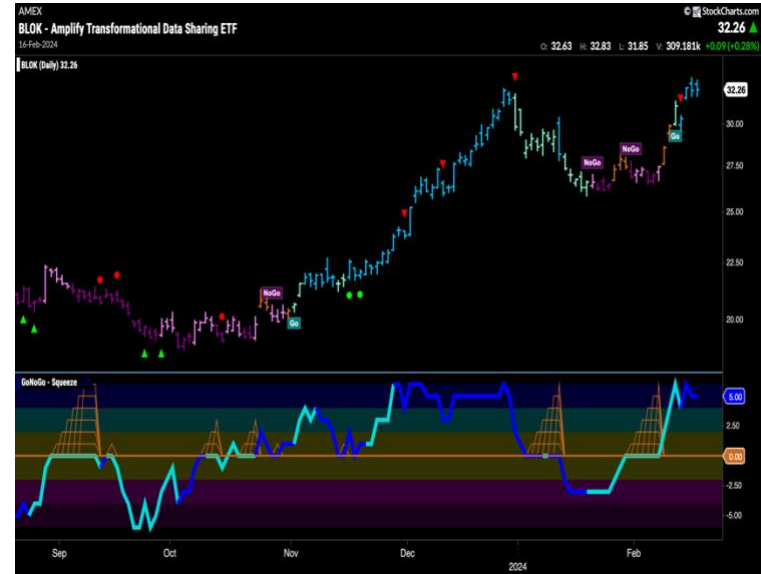 AMEX
© StockCharts.com
BLOK - Amplify Transformational Data Sharing ETF
32.26
16-Feb-2024
O: 32.63 H: 32.83 L: 31.85 V: 309.181k +0.09 (+0.28%)
BLOK (Daily) 32.26
32.26
30.00
27.50
25.00
22.50
20.00
NoGo
Go
NoGo
NoGo
Go
GoNoGo - Squeeze
5.00
2.50
0.00
-2.50
-5.00
Sep Oct Nov Dec Feb
2024